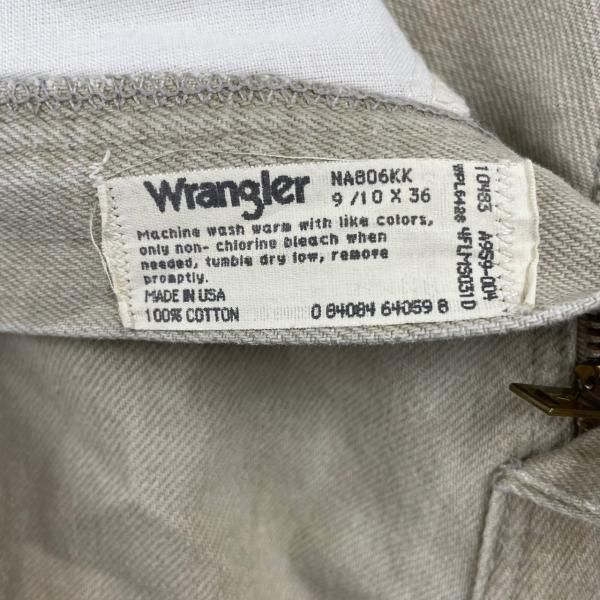 Wrangler
NA806KK
9/10 X 36
Machine wash warm with like colors,
only non-chlorine bleach when
needed, tumble dry low, remove
promptly.
MADE IN USA
100% COTTON
0 84084 64059 8
10483 A959-004
4FLMS031D